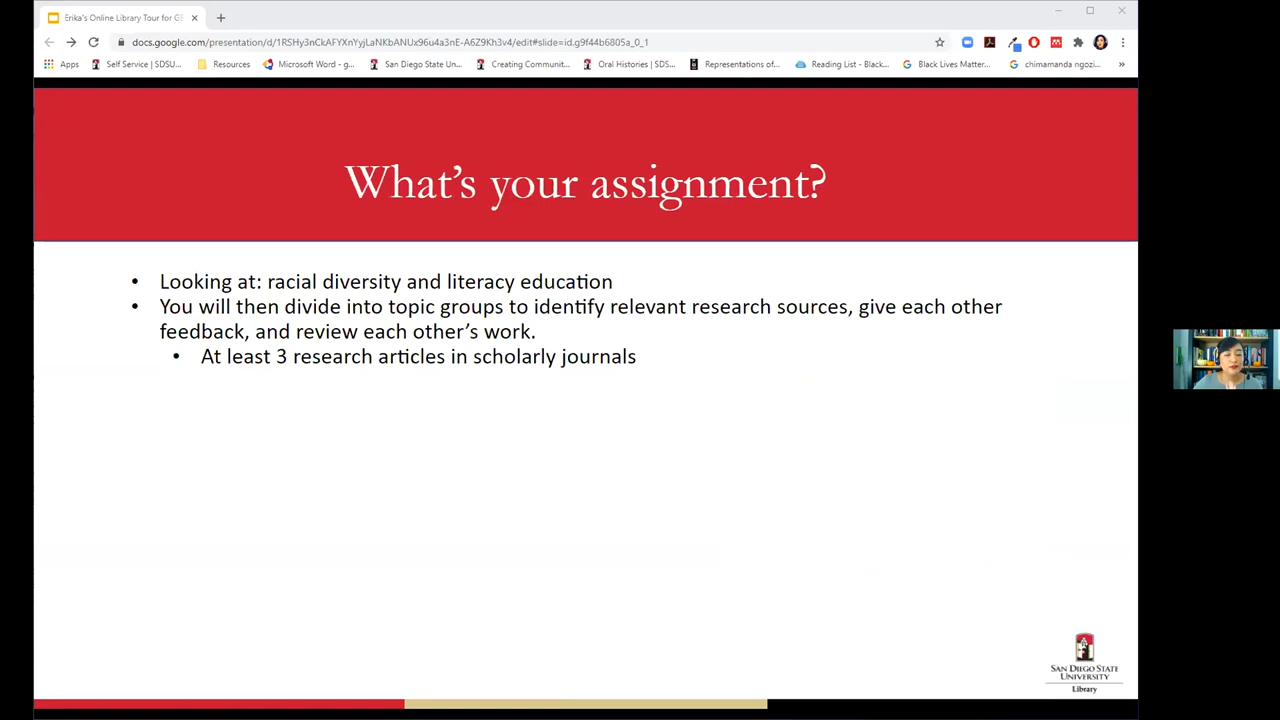 Erika's Online Library Tour for GE
docs.google.com/presentation/d/1RSHy3nCkAFYXnYvjLaNKbANUx96u4a3nE-A6Z9Kh3v4/edit#slide=id.g9f44b6805a_0_1
Apps Self Service | SDSU... Resources Microsoft Word - g... San Diego State Un... Creating Communit... Oral Histories | SDS... Representations of... Reading List - Black... Black Lives Matter... chimamanda ngozi... »
What's your assignment?
• Looking at: racial diversity and literacy education
• You will then divide into topic groups to identify relevant research sources, give each other
feedback, and review each other's work.
• At least 3 research articles in scholarly journals
SAN DIEGO STATE
UNIVERSITY
Library